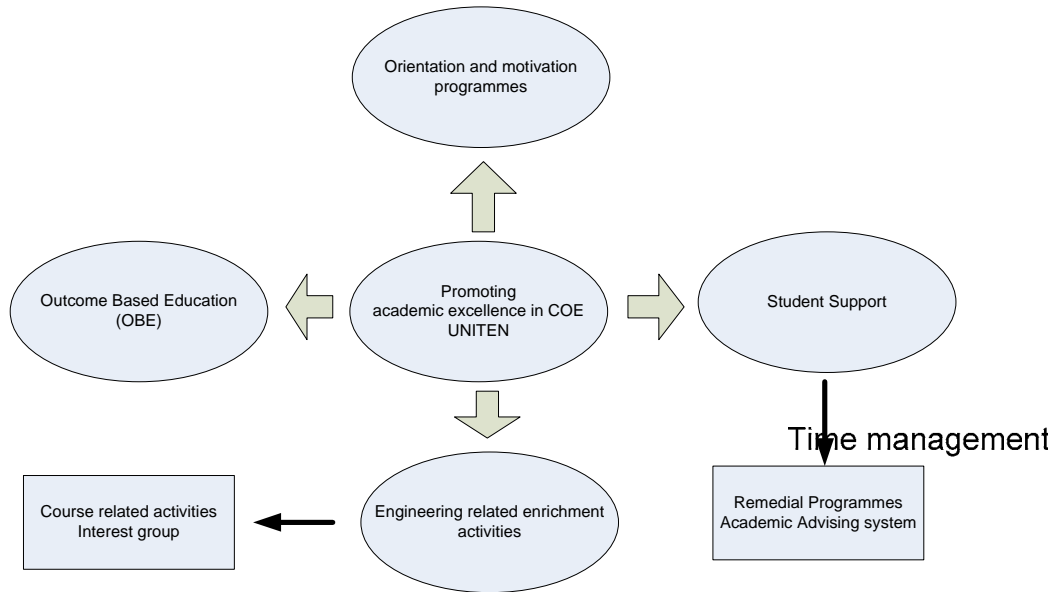 Orientation and motivation
programmes
Outcome Based Education
(OBE)
Promoting
academic excellence in COE
UNITEN
Student Support
Time management
Course related activities
Interest group
Engineering related enrichment
activities
Remedial Programmes
Academic Advising system